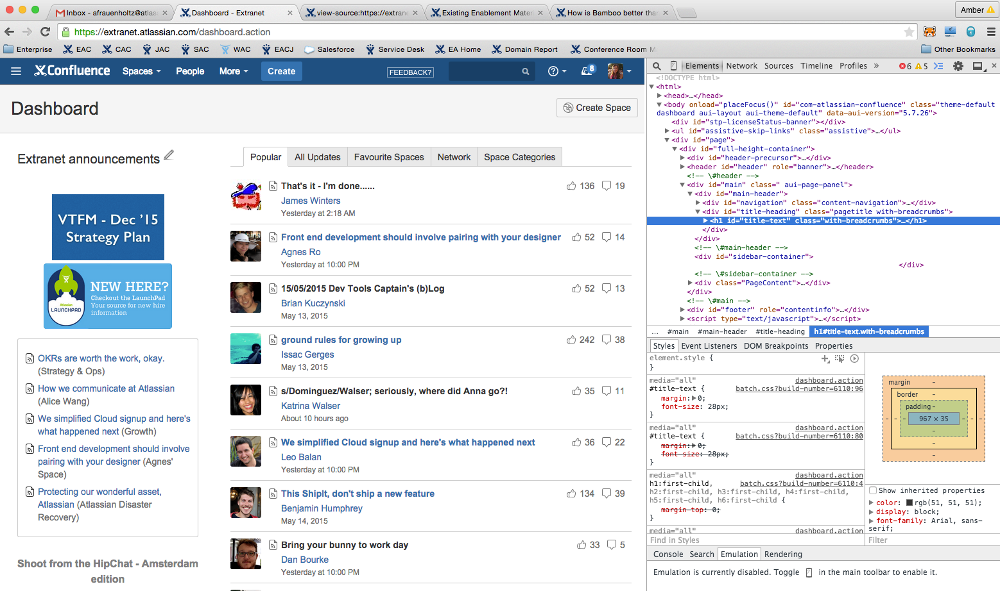 Inbox - afrauenholtz@atlas
Dashboard - Extranet
view-source:https://extran
Existing Enablement Mater
How is Bamboo better tha
Amber
https://extranet.atlassian.com/dashboard.action
Enterprise EAC CAC JAC SAC WAC EACJ Salesforce Service Desk EA Home Domain Report Conference Room M
Other Bookmarks
Confluence Spaces People More Create FEEDBACK? 8
Dashboard
Create Space
Extranet announcements
VTFM - Dec '15
Strategy Plan
NEW HERE?
Checkout the LaunchPad
Your source for new hire
information
Atlassian
LAUNCHPAD
OKRs are worth the work, okay.
(Strategy & Ops)
How we communicate at Atlassian
(Alice Wang)
We simplified Cloud signup and here's
what happened next (Growth)
Front end development should involve
pairing with your designer (Agnes'
Space)
Protecting our wonderful asset,
Atlassian (Atlassian Disaster
Recovery)
Shoot from the HipChat - Amsterdam
edition
Popular All Updates Favourite Spaces Network Space Categories
That's it - I'm done...... 136 19
James Winters
Yesterday at 2:18 AM
Front end development should involve pairing with your designer 52 14
Agnes Ro
Yesterday at 10:00 PM
15/05/2015 Dev Tools Captain's (b)Log 52 13
Brian Kuczynski
May 13, 2015
ground rules for growing up 242 38
Issac Gerges
May 13, 2015
s/Dominguez/Walser; seriously, where did Anna go?! 35 11
Katrina Walser
About 10 hours ago
We simplified Cloud signup and here's what happened next 36 22
Leo Balan
Yesterday at 10:00 PM
This ShipIt, don't ship a new feature 134 39
Benjamin Humphrey
May 14, 2015
Bring your bunny to work day 33 5
Dan Bourke
Yesterday at 10:00 PM
Elements Network Sources Timeline Profiles » 6 5
<!DOCTYPE html>
<html>
<head>…</head>
<body onload="placeFocus()" id="com-atlassian-confluence" class="theme-default
dashboard aui-layout aui-theme-default" data-aui-version="5.7.26">
<div id="stp-licenseStatus-banner"></div>
<ul id="assistive-skip-links" class="assistive">…</ul>
<div id="page">
<div id="full-height-container">
<div id="header-precursor">…</div>
<header id="header" role="banner">…</header>
<!-- \#header -->
<div id="main" class=" aui-page-panel">
<div id="main-header">
<div id="navigation" class="content-navigation">…</div>
<div id="title-heading" class="pagetitle with-breadcrumbs">
<h1 id="title-text" class="with-breadcrumbs">…</h1>
</div>
</div>
<!-- \#main-header -->
<div id="sidebar-container">
</div>
<!-- \#sidebar-container -->
<div class="PageContent">…</div>
</div>
<!-- \#main -->
<div id="footer" role="contentinfo">…</div>
<script type="text/javascript">…</script>
... #main #main-header #title-heading h1#title-text.with-breadcrumbs
Styles Event Listeners DOM Breakpoints Properties
element.style {
}
media="all" dashboard.action
#title-text { batch.css?build-number=6110:96
margin: 0;
font-size: 28px;
}
media="all" dashboard.action
#title-text { batch.css?build-number=6110:80
margin: 0;
font-size: 28px;
}
media="all" dashboard.action
h1:first-child, batch.css?build-number=6110:4
h2:first-child, h3:first-child, h4:first-child,
h5:first-child, h6:first-child {
margin-top: 0;
}
media="all" dashboard.action
Find in Styles
margin -
border -
padding -
- - - 967 × 35 - - -
-
-
-
Show inherited properties
color: rgb(51, 51, 51);
display: block;
font-family: Arial, sans-
serif;
Filter
Console Search Emulation Rendering
Emulation is currently disabled. Toggle in the main toolbar to enable it.